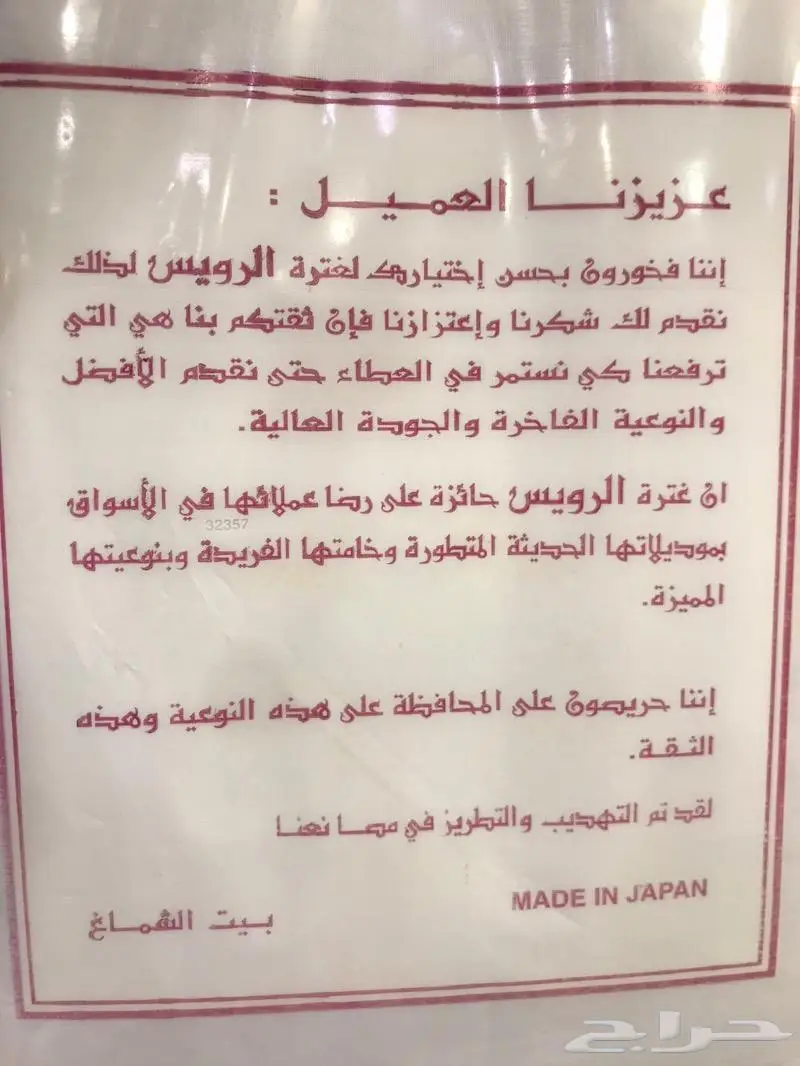 عزيزنا العميل :
إننا فخورون بحسن إختيارك لغترة الرويس لذلك
نقدم لك شكرنا وإعتزازنا فإن ثقتكم بنا هي التي
ترفعنا كي نستمر في العطاء حتى نقدم الأفضل
والنوعية الفاخرة والجودة العالية.
ان غترة الرويس حائزة على رضا عملائها في الأسواق
32357
بموديلاتها الحديثة المتطورة وخامتها الفريدة وبنوعيتها
المميزة.
إننا حريصون على المحافظة على هذه النوعية وهذه
الثقة.
لقد تم التهديب والتطريز في مصانعنا
MADE IN JAPAN
بيت الشماغ
حراج